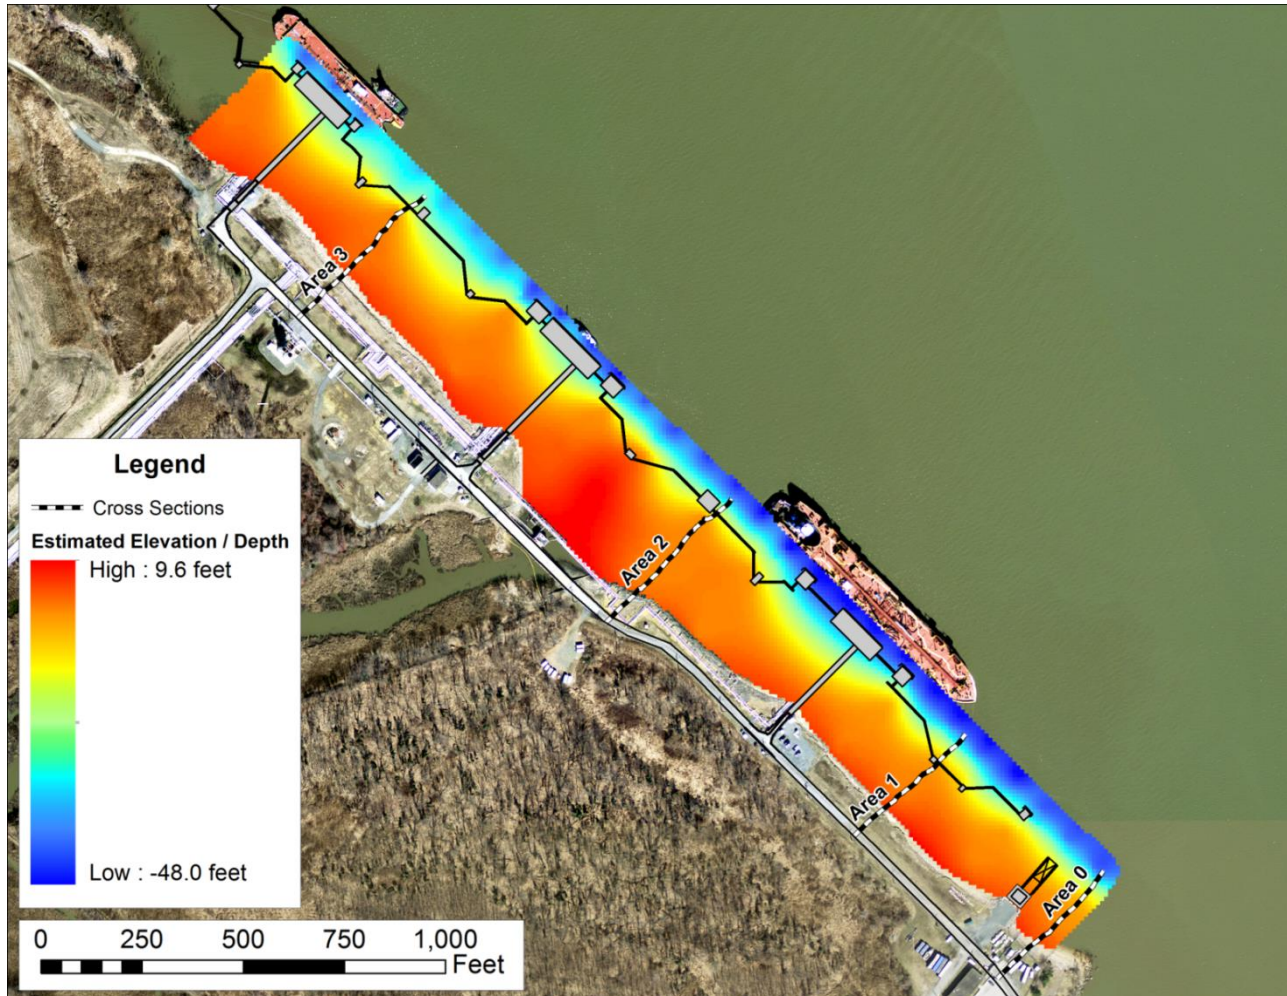 Area 3
Area 2
Area 1
Area 0
Legend
Cross Sections
Estimated Elevation / Depth
High : 9.6 feet
Low : -48.0 feet
0 250 500 750 1,000
Feet